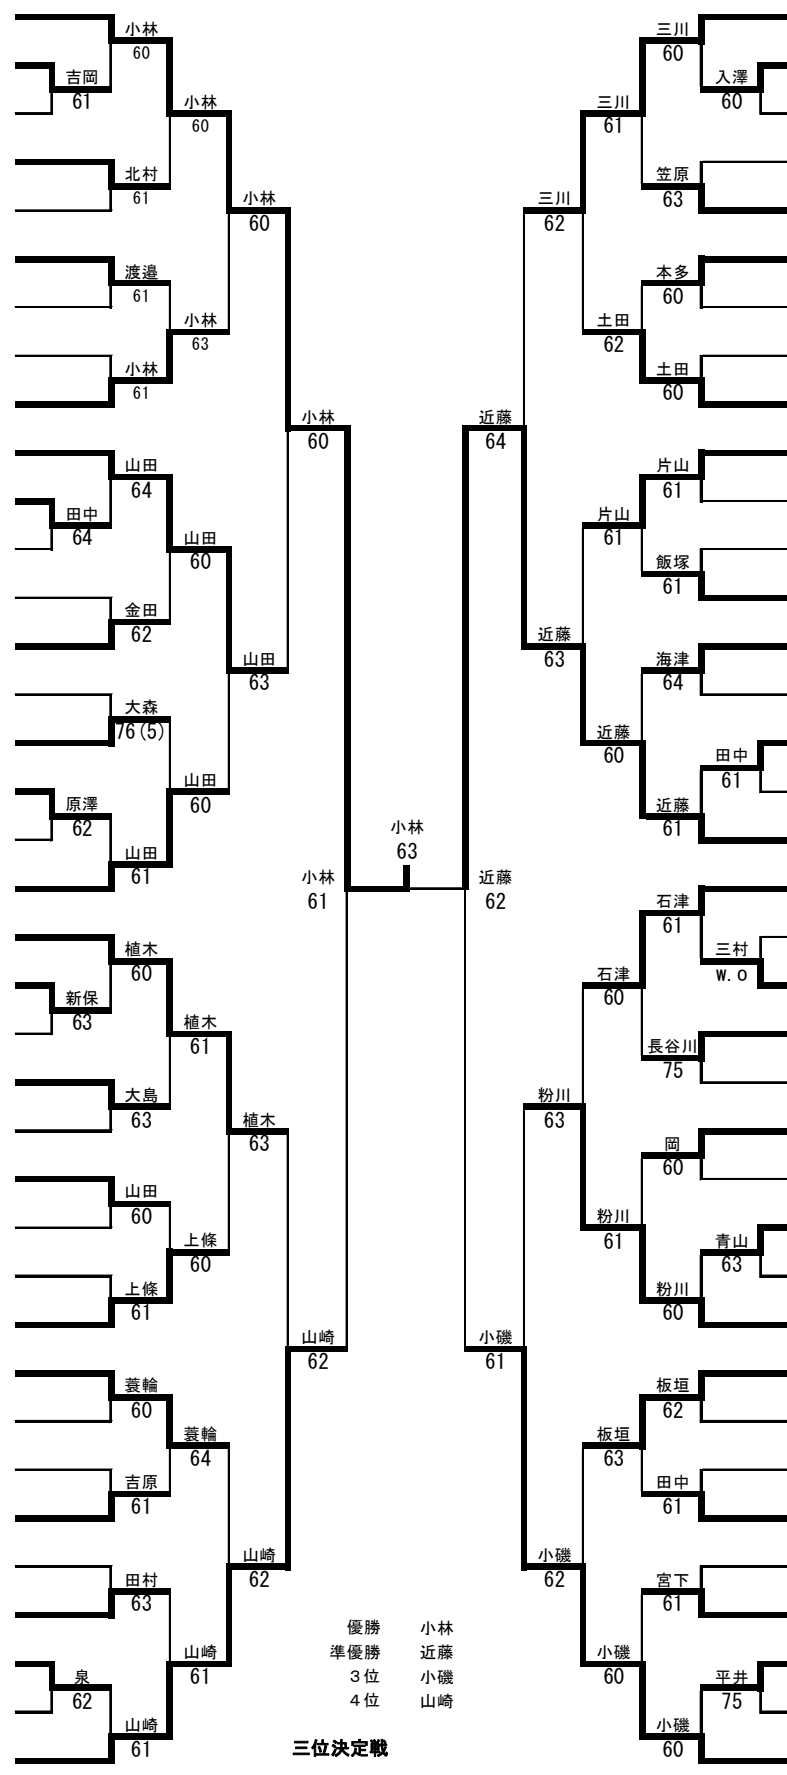 小林
60
吉岡
61
小林
60
北村
61
小林
60
渡邉
61
小林
63
小林
61
小林
60
山田
64
田中
64
山田
60
金田
62
山田
63
大森
76(5)
山田
60
原澤
62
山田
61
小林
61
植木
60
新保
63
植木
61
大島
63
植木
63
山田
60
上條
60
上條
61
山崎
62
蓑輪
60
蓑輪
64
吉原
61
山崎
62
田村
63
山崎
61
泉
62
山崎
61
小林
63
三川
60
入澤
60
三川
61
笠原
63
三川
62
本多
60
土田
62
土田
60
近藤
64
片山
61
片山
61
飯塚
61
近藤
63
海津
64
近藤
60
田中
61
近藤
61
近藤
62
石津
61
三村
W.O
石津
60
長谷川
75
粉川
63
岡
60
粉川
61
青山
63
粉川
60
小磯
61
板垣
62
板垣
63
田中
61
小磯
62
宮下
61
小磯
60
平井
75
小磯
60
優勝 小林
準優勝 近藤
3位 小磯
4位 山崎
三位決定戦